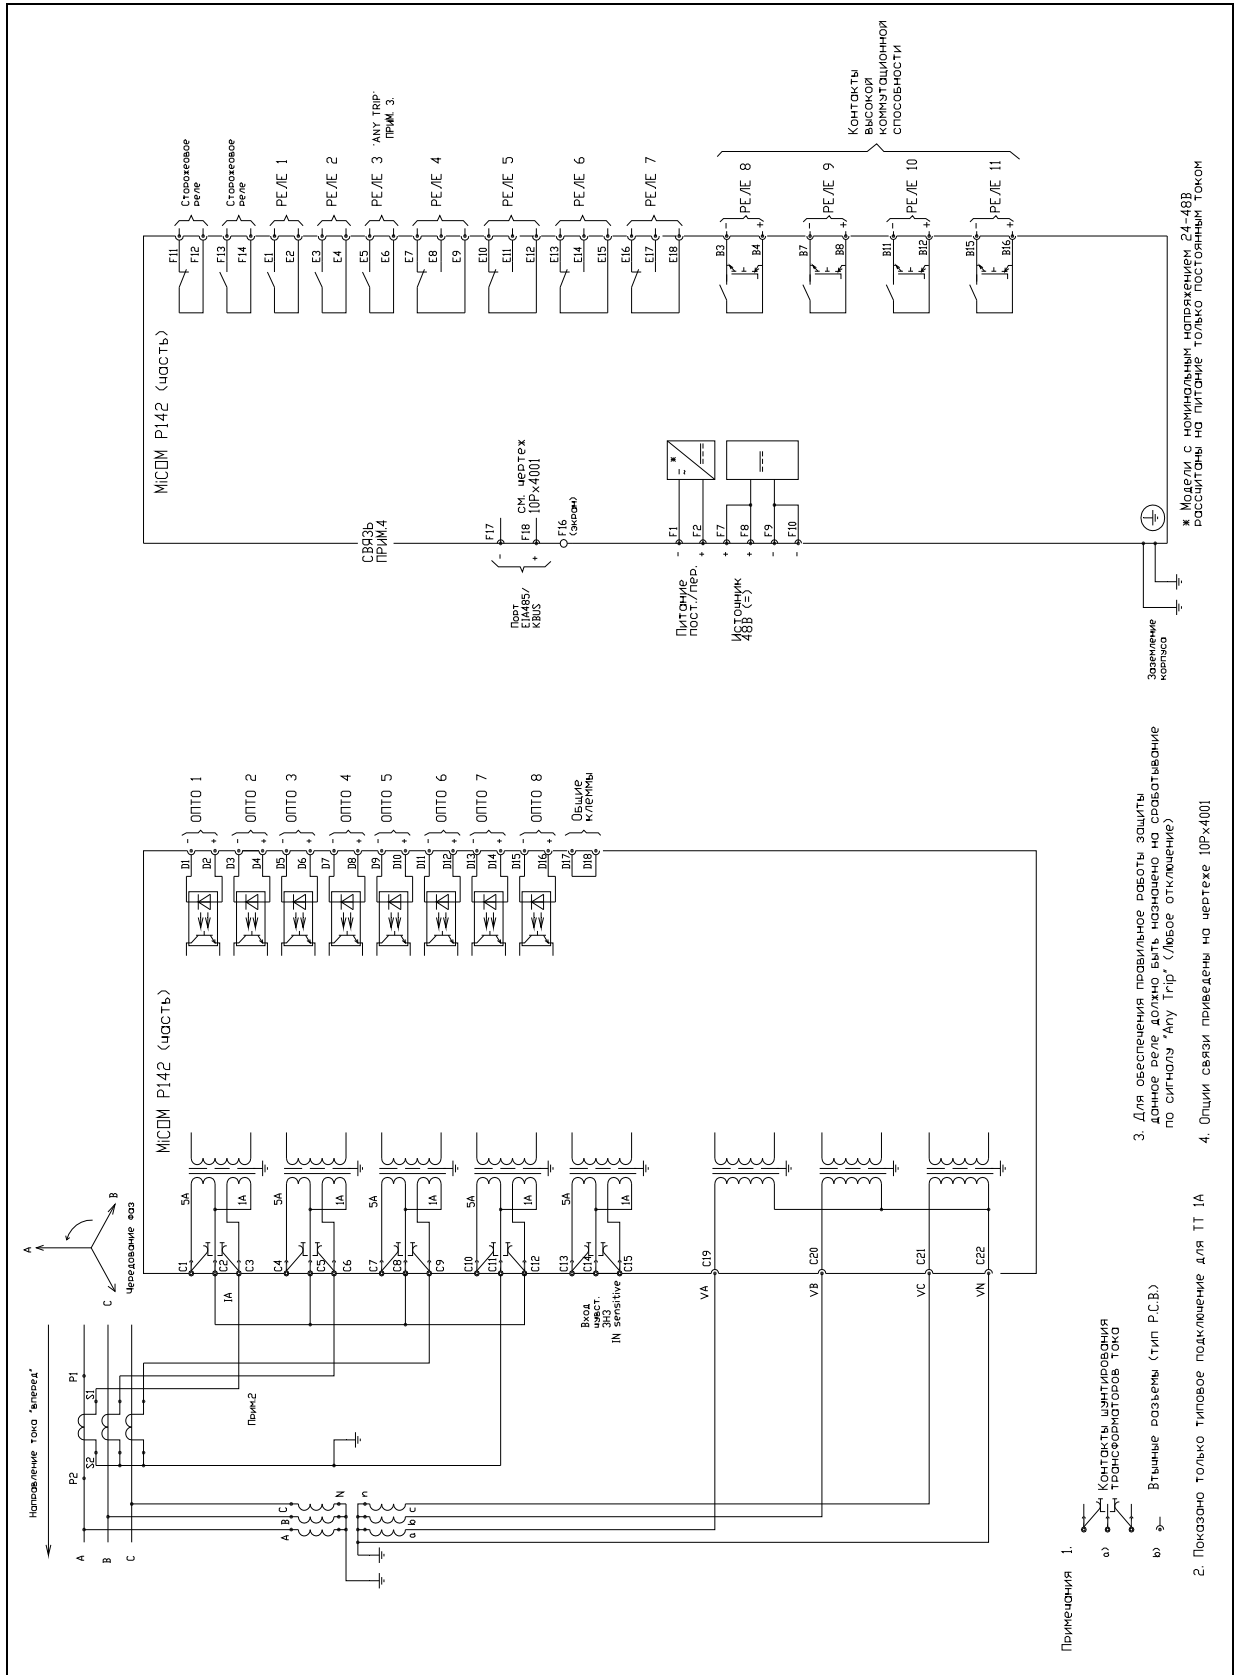 Направление тока "вперед"
A
B
C
P2
P1
S2
S1
Прим.2
A
B
C
Чередование фаз
A
B
C
N
n
a
b
c
MiCOM P142 (часть)
IA
C1
C2
C3
5A
1A
C4
C5
C6
5A
1A
C7
C8
C9
5A
1A
C10
C11
C12
5A
1A
Вход
чувст.
ЗНЗ
IN sensitive
C13
C14
C15
5A
1A
VA
C19
VB
C20
VC
C21
VN
C22
D1
-
D2
+
ОПТО 1
D3
-
D4
+
ОПТО 2
D5
-
D6
+
ОПТО 3
D7
-
D8
+
ОПТО 4
D9
-
D10
+
ОПТО 5
D11
-
D12
+
ОПТО 6
D13
-
D14
+
ОПТО 7
D15
-
D16
+
ОПТО 8
D17
D18
Общие
клеммы
MiCOM P142 (часть)
СВЯЗЬ
ПРИМ.4
F17
-
F18
+
F16
(экран)
см. чертеж
10Px4001
Порт
EIA485/
KBUS
Питание
пост./пер.
F1
-
F2
+
*
~
Источник
48В (=)
F7
+
F8
+
F9
-
F10
-
Заземление
корпуса
F11
F12
Сторожевое
реле
F13
F14
Сторожевое
реле
E1
E2
РЕЛЕ 1
E3
E4
РЕЛЕ 2
E5
E6
РЕЛЕ 3
'ANY TRIP'
ПРИМ. 3.
E7
E8
E9
РЕЛЕ 4
E10
E11
E12
РЕЛЕ 5
E13
E14
E15
РЕЛЕ 6
E16
E17
E18
РЕЛЕ 7
B3
-
B4
+
РЕЛЕ 8
B7
-
B8
+
РЕЛЕ 9
B11
-
B12
+
РЕЛЕ 10
B15
-
B16
+
РЕЛЕ 11
Контакты
высокой
коммутационной
способности
* Модели с номинальным напряжением 24-48В
рассчитаны на питание только постоянным током
Примечания 1.
a) Контакты шунтирования
трансформаторов тока
b) Втычные разъемы (тип P.C.B.)
2. Показано только типовое подключение для ТТ 1А
3. Для обеспечения правильное работы защиты
данное реле должно быть назначено на срабатывание
по сигналу "Any Trip" (Любое отключение)
4. Опции связи приведены на чертеже 10Px4001